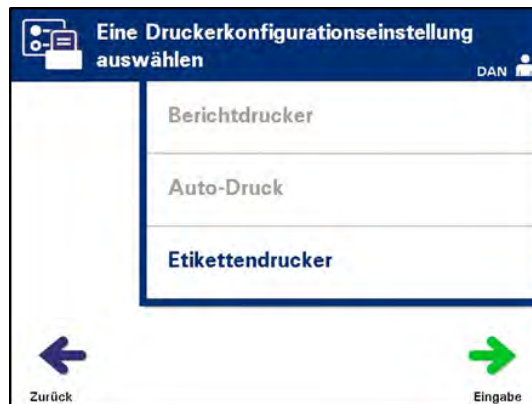 Eine Druckerkonfigurationseinstellung
auswählen
DAN
Berichtdrucker
Auto-Druck
Etikettendrucker
Zurück
Eingabe